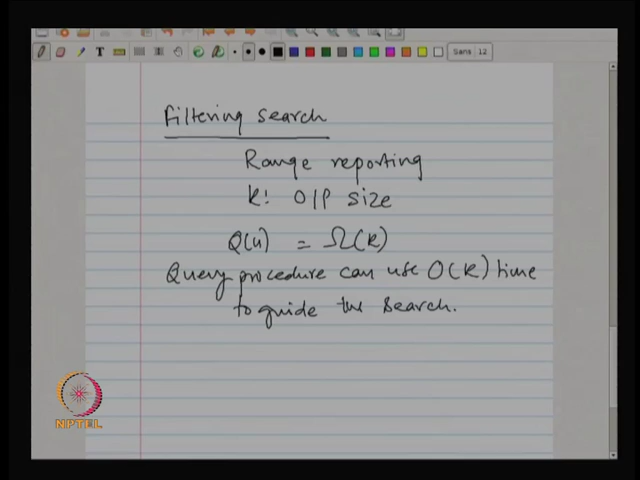 Sans 12
Filtering search
Range reporting
k: O/P size
Q(n) = Ω(k)
Query procedure can use O(k) time
to guide the search.
NPTEL